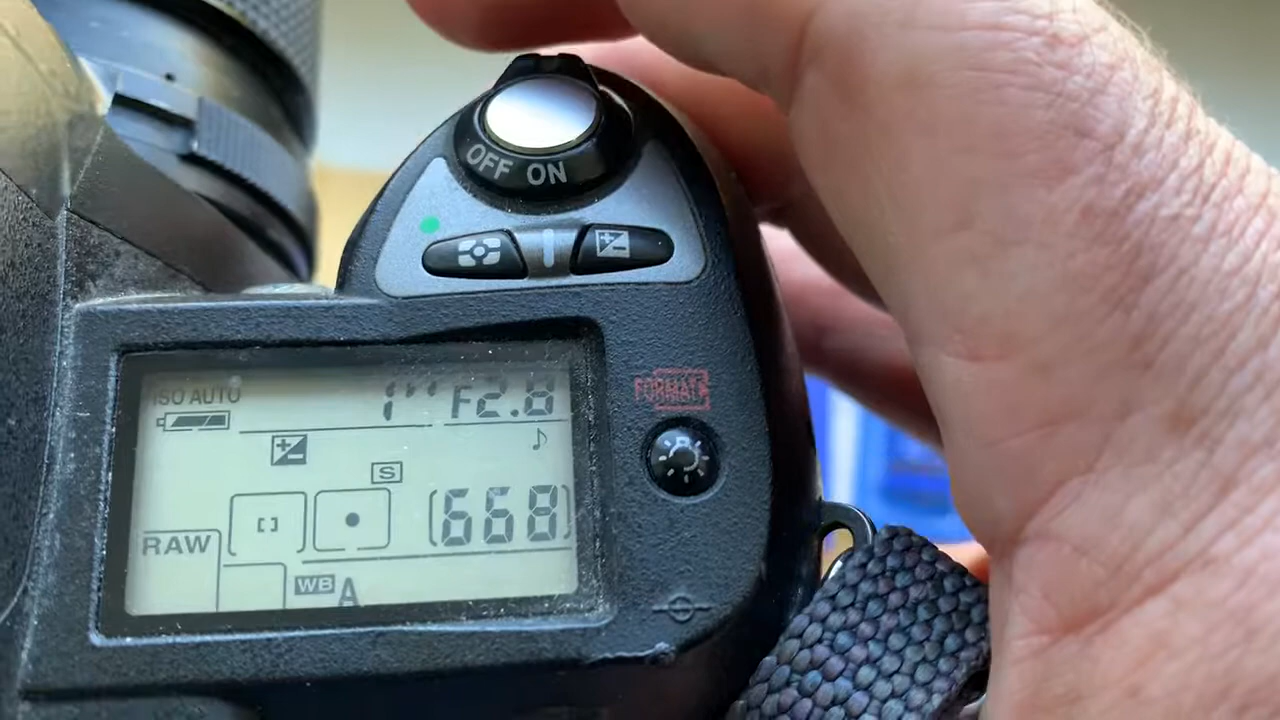 OFF ON
ISO AUTO
1" F2.8
FORMAT
S
[668]
RAW
WB A